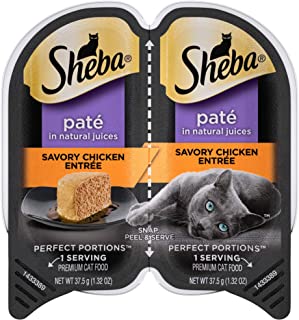 Sheba®
paté
in natural juices
SAVORY CHICKEN
ENTRÉE
PERFECT PORTIONS™
1 SERVING
PREMIUM CAT FOOD
NET WT 37.5 g (1.32 OZ)
1433389
SNAP,
PEEL & SERVE
Sheba®
paté
in natural juices
SAVORY CHICKEN
ENTRÉE
PERFECT PORTIONS™
1 SERVING
PREMIUM CAT FOOD
NET WT 37.5 g (1.32 OZ)
1433389